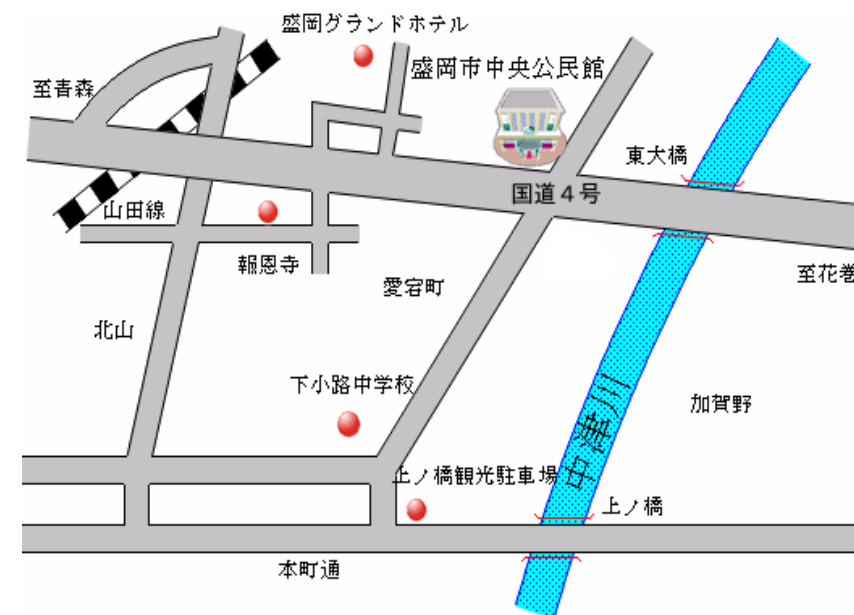 盛岡グランドホテル
盛岡市中央公民館
至青森
東大橋
国道４号
山田線
報恩寺
至花巻
愛宕町
北山
下小路中学校
加賀野
中津川
上ノ橋観光駐車場
上ノ橋
本町通